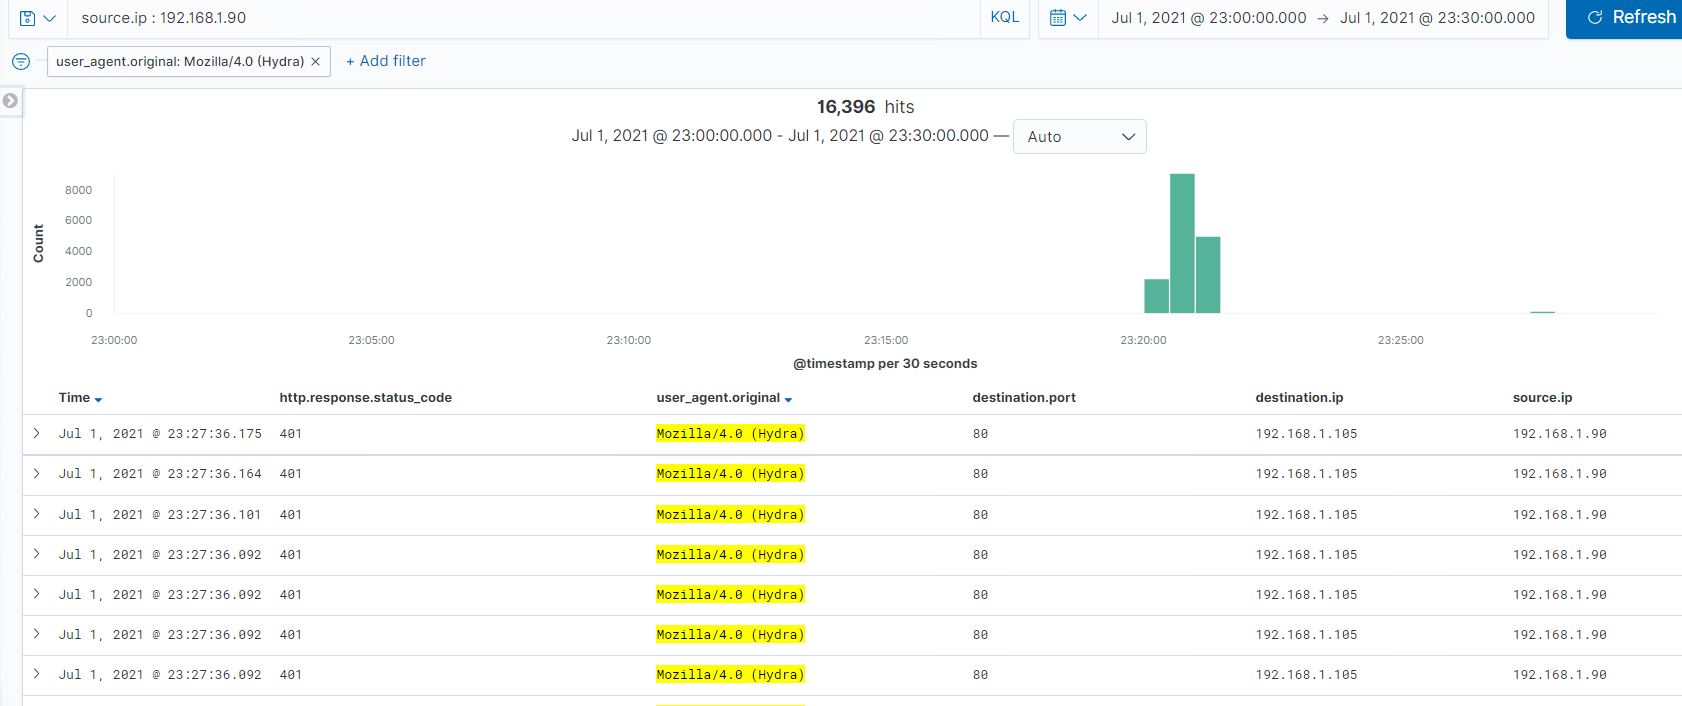 source.ip : 192.168.1.90 KQL Jul 1, 2021 @ 23:00:00.000 → Jul 1, 2021 @ 23:30:00.000 Refresh
user_agent.original: Mozilla/4.0 (Hydra) × + Add filter
16,396 hits
Jul 1, 2021 @ 23:00:00.000 - Jul 1, 2021 @ 23:30:00.000 — Auto
Count
8000
6000
4000
2000
0
23:00:00 23:05:00 23:10:00 23:15:00 23:20:00 23:25:00
@timestamp per 30 seconds
Time http.response.status_code user_agent.original destination.port destination.ip source.ip
Jul 1, 2021 @ 23:27:36.175 401 Mozilla/4.0 (Hydra) 80 192.168.1.105 192.168.1.90
Jul 1, 2021 @ 23:27:36.164 401 Mozilla/4.0 (Hydra) 80 192.168.1.105 192.168.1.90
Jul 1, 2021 @ 23:27:36.101 401 Mozilla/4.0 (Hydra) 80 192.168.1.105 192.168.1.90
Jul 1, 2021 @ 23:27:36.092 401 Mozilla/4.0 (Hydra) 80 192.168.1.105 192.168.1.90
Jul 1, 2021 @ 23:27:36.092 401 Mozilla/4.0 (Hydra) 80 192.168.1.105 192.168.1.90
Jul 1, 2021 @ 23:27:36.092 401 Mozilla/4.0 (Hydra) 80 192.168.1.105 192.168.1.90
Jul 1, 2021 @ 23:27:36.092 401 Mozilla/4.0 (Hydra) 80 192.168.1.105 192.168.1.90